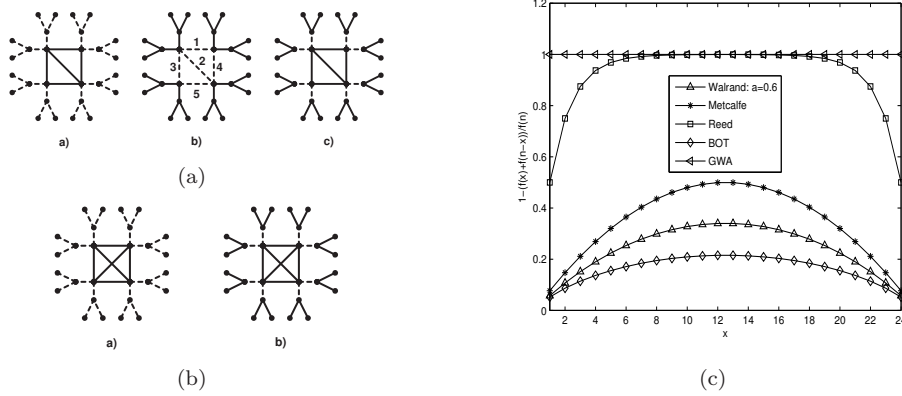 1
2
3
4
5
a)
b)
c)
(a)
a)
b)
(b)
1.2
1
0.8
0.6
0.4
0.2
0
1−(f(x)+f(n−x))/f(n)
Walrand: a=0.6
Metcalfe
Reed
BOT
GWA
2 4 6 8 10 12 14 16 18 20 22 24
x
(c)